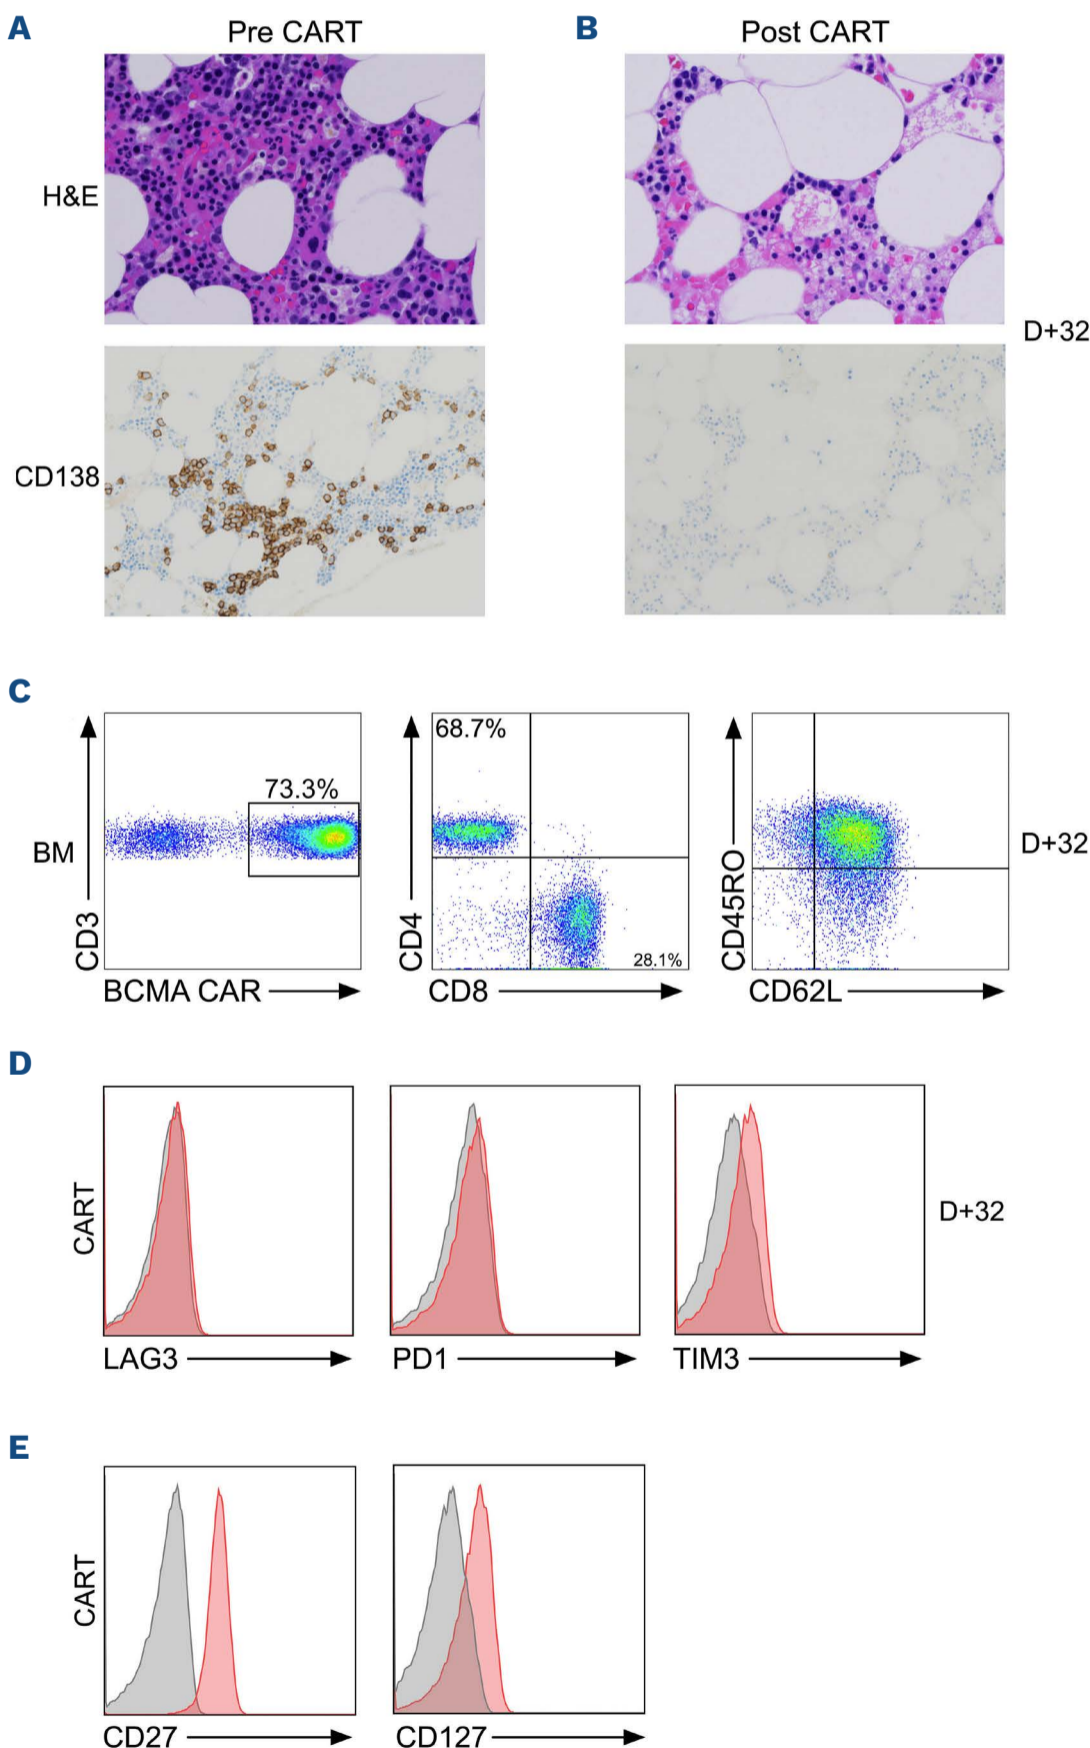 A Pre CART
B Post CART
H&E
D+32
CD138
C
73.3%
BM
CD3
BCMA CAR
68.7%
CD4
28.1%
CD8
CD45RO
CD62L
D+32
D
CART
LAG3
PD1
TIM3
D+32
E
CART
CD27
CD127